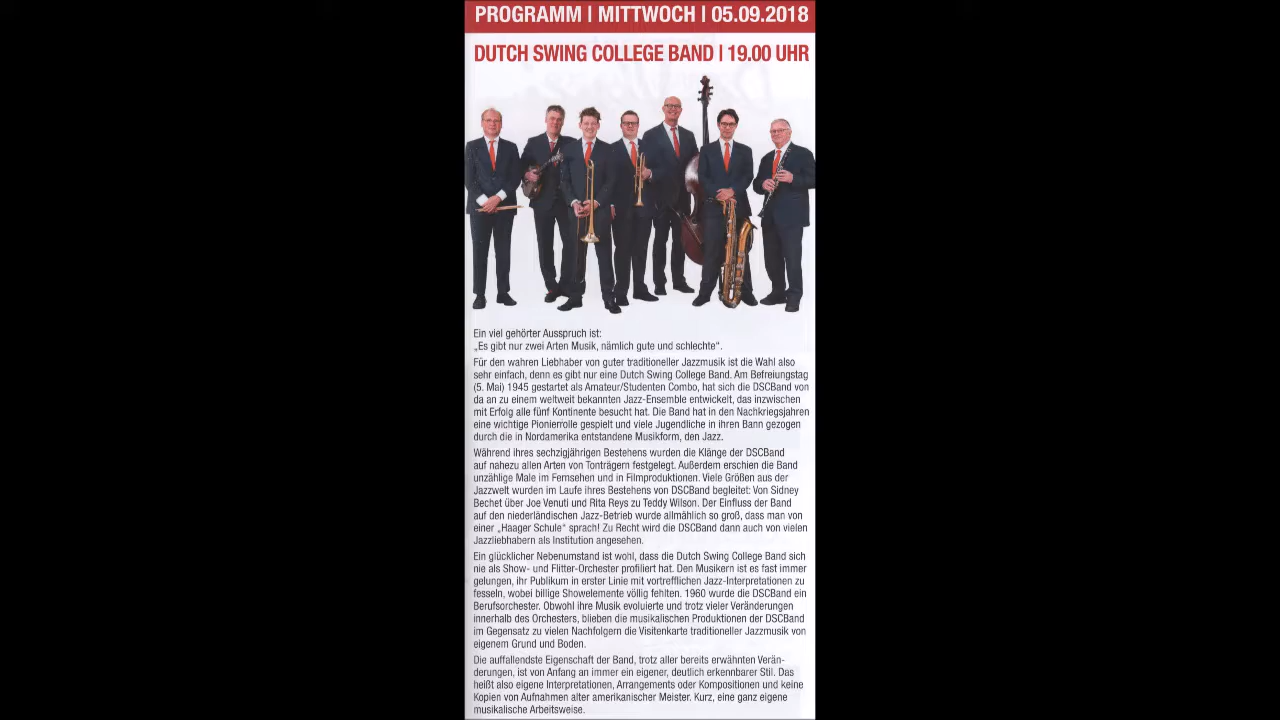 PROGRAMM | MITTWOCH | 05.09.2018
DUTCH SWING COLLEGE BAND | 19.00 UHR
Ein viel gehörter Ausspruch ist:
„Es gibt nur zwei Arten Musik, nämlich gute und schlechte“.
Für den wahren Liebhaber von guter traditioneller Jazzmusik ist die Wahl also
sehr einfach, denn es gibt nur eine Dutch Swing College Band. Am Befreiungstag
(5. Mai) 1945 gestartet als Amateur/Studenten Combo, hat sich die DSCBand von
da an zu einem weltweit bekannten Jazz-Ensemble entwickelt, das inzwischen
mit Erfolg alle fünf Kontinente besucht hat. Die Band hat in den Nachkriegsjahren
eine wichtige Pionierrolle gespielt und viele Jugendliche in ihren Bann gezogen
durch die in Nordamerika entstandene Musikform, den Jazz.
Während ihres sechzigjährigen Bestehens wurden die Klänge der DSCBand
auf nahezu allen Arten von Tonträgern festgelegt. Außerdem erschien die Band
unzählige Male im Fernsehen und in Filmproduktionen. Viele Größen aus der
Jazzwelt wurden im Laufe ihres Bestehens von DSCBand begleitet: Von Sidney
Bechet über Joe Venuti und Rita Reys zu Teddy Wilson. Der Einfluss der Band
auf den niederländischen Jazz-Betrieb wurde allmählich so groß, dass man von
einer „Haager Schule“ sprach! Zu Recht wird die DSCBand dann auch von vielen
Jazzliebhabern als Institution angesehen.
Ein glücklicher Nebenumstand ist wohl, dass die Dutch Swing College Band sich
nie als Show- und Flitter-Orchester profiliert hat. Den Musikern ist es fast immer
gelungen, ihr Publikum in erster Linie mit vortrefflichen Jazz-Interpretationen zu
fesseln, wobei billige Showelemente völlig fehlten. 1960 wurde die DSCBand ein
Berufsorchester. Obwohl ihre Musik evoluierte und trotz vieler Veränderungen
innerhalb des Orchesters, blieben die musikalischen Produktionen der DSCBand
im Gegensatz zu vielen Nachfolgern die Visitenkarte traditioneller Jazzmusik von
eigenem Grund und Boden.
Die auffallendste Eigenschaft der Band, trotz aller bereits erwähnten Verän-
derungen, ist von Anfang an immer ein eigener, deutlich erkennbarer Stil. Das
heißt also eigene Interpretationen, Arrangements oder Kompositionen und keine
Kopien von Aufnahmen alter amerikanischer Meister. Kurz, eine ganz eigene
musikalische Arbeitsweise.